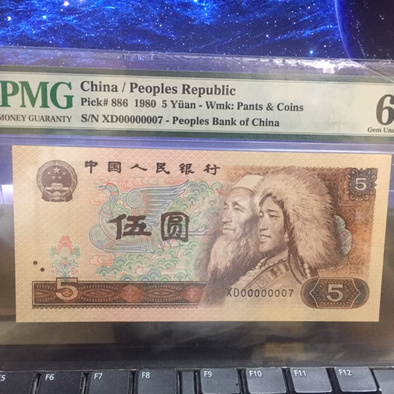 PMG
MONEY GUARANTY
China / Peoples Republic
Pick# 886 1980 5 Yüan - Wmk: Pants & Coins
S/N XD00000007 - Peoples Bank of China
6
Gem Unc
中国人民银行
5
伍圆
5
XD00000007
5
F5
F6
F7
F8
F9
F10
F11
F12